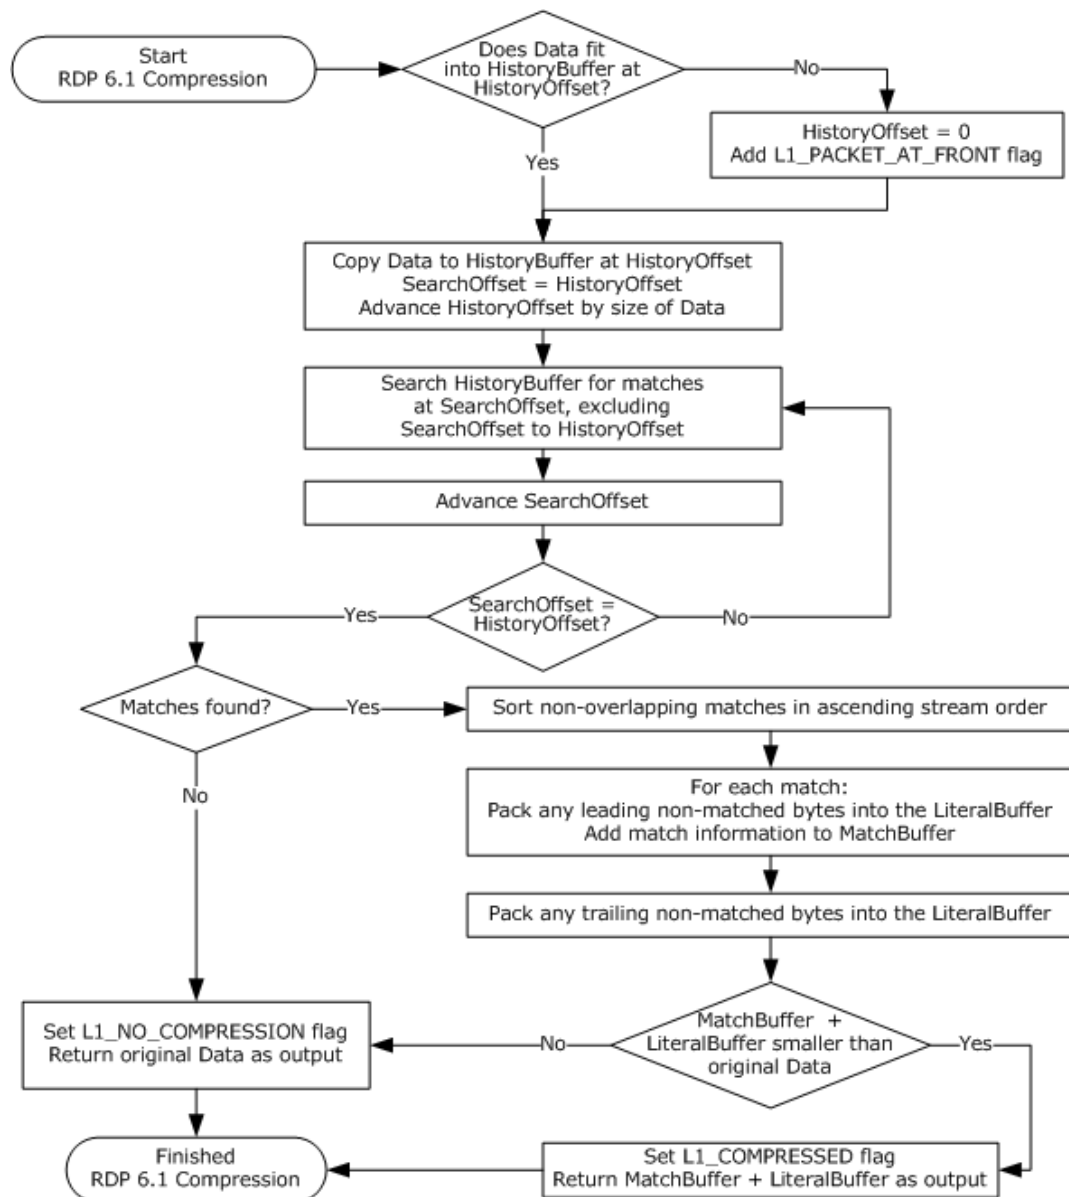 Start
RDP 6.1 Compression
Does Data fit
into HistoryBuffer at
HistoryOffset?
No
HistoryOffset = 0
Add L1_PACKET_AT_FRONT flag
Yes
Copy Data to HistoryBuffer at HistoryOffset
SearchOffset = HistoryOffset
Advance HistoryOffset by size of Data
Search HistoryBuffer for matches
at SearchOffset, excluding
SearchOffset to HistoryOffset
Advance SearchOffset
SearchOffset =
HistoryOffset?
Yes
No
Matches found?
Yes
Sort non-overlapping matches in ascending stream order
No
For each match:
Pack any leading non-matched bytes into the LiteralBuffer
Add match information to MatchBuffer
Pack any trailing non-matched bytes into the LiteralBuffer
MatchBuffer +
LiteralBuffer smaller than
original Data
No
Yes
Set L1_NO_COMPRESSION flag
Return original Data as output
Finished
RDP 6.1 Compression
Set L1_COMPRESSED flag
Return MatchBuffer + LiteralBuffer as output